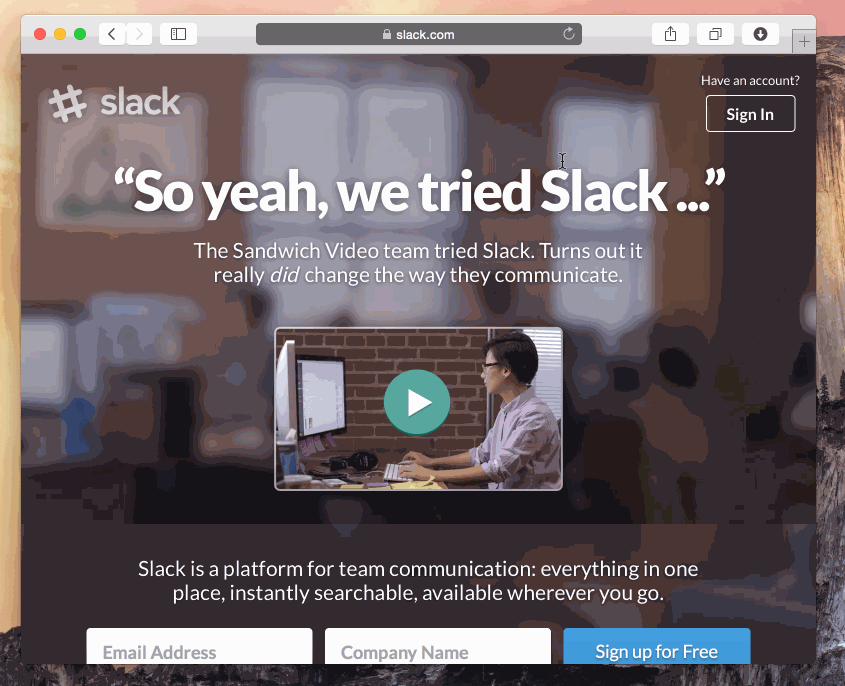 slack.com
Have an account?
slack
Sign In
“So yeah, we tried Slack ...”
The Sandwich Video team tried Slack. Turns out it
really did change the way they communicate.
Slack is a platform for team communication: everything in one
place, instantly searchable, available wherever you go.
Email Address
Company Name
Sign up for Free